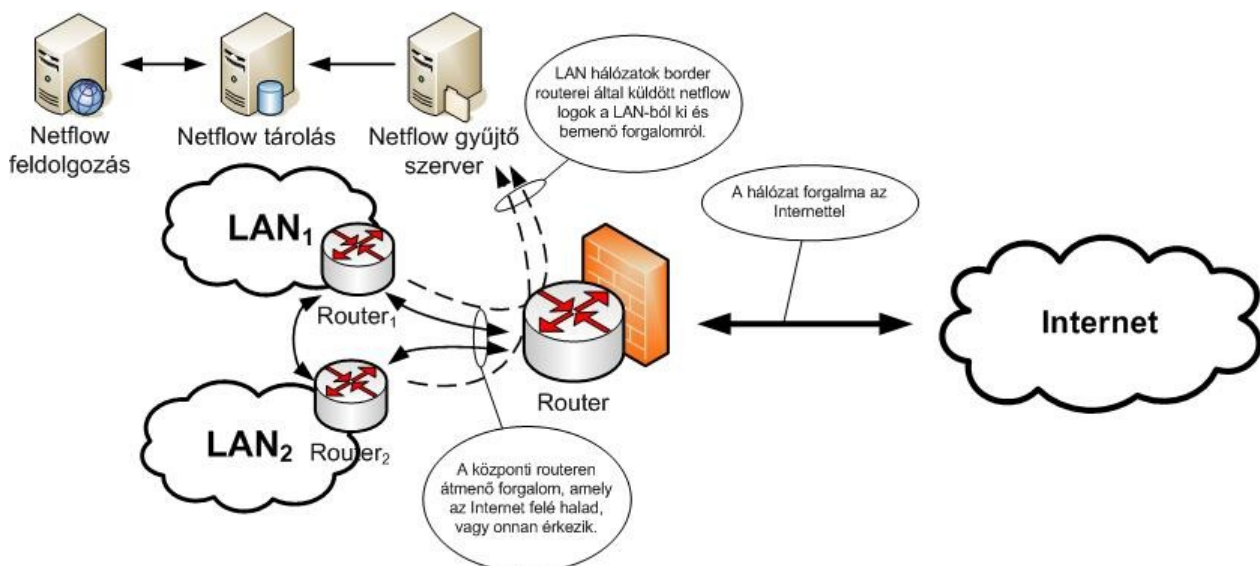 Netflow
feldolgozás
Netflow tárolás
Netflow gyűjtő
szerver
LAN hálózatok border
routerei által küldött netflow
logok a LAN-ból ki és
bemenő forgalomról.
A hálózat forgalma az
Internettel
LAN1
Router1
Router
Internet
LAN2
Router2
A központi routeren
átmenő forgalom, amely
az Internet felé halad,
vagy onnan érkezik.